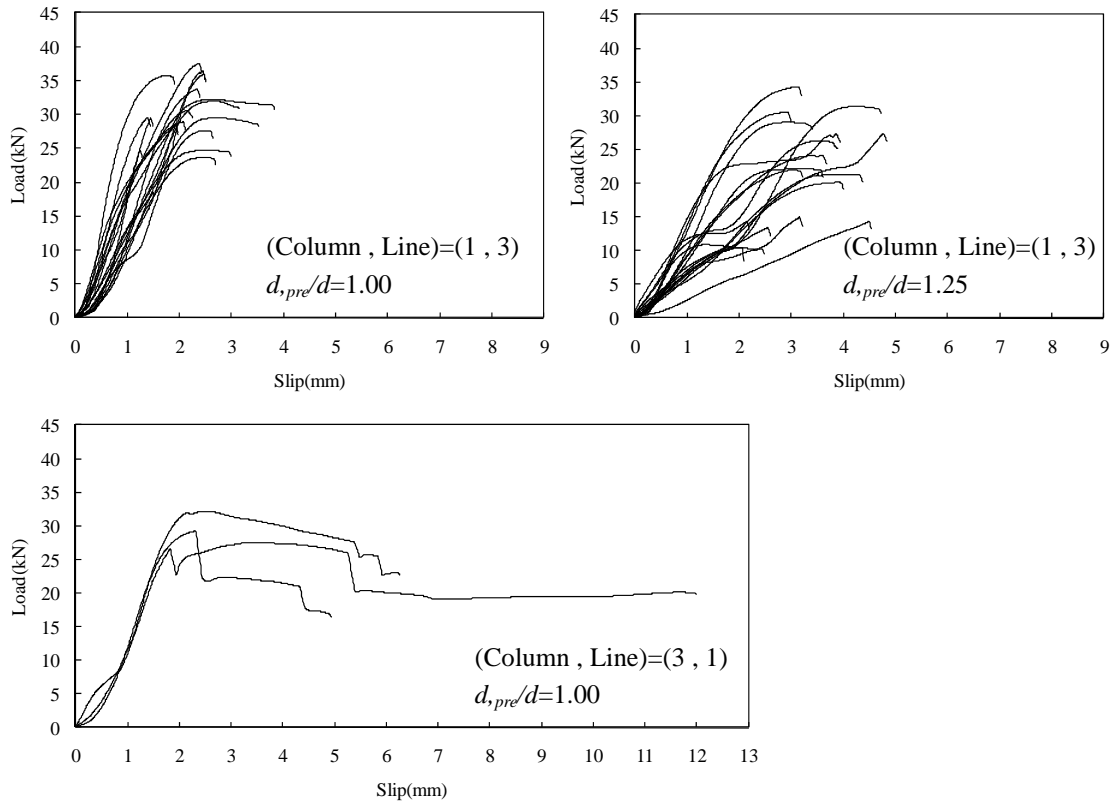 45
40
35
30
25
20
15
10
5
0
Load(kN)
(Column , Line)=(1 , 3)
d,pre/d=1.00
0 1 2 3 4 5 6 7 8 9
Slip(mm)
45
40
35
30
25
20
15
10
5
0
Load(kN)
(Column , Line)=(1 , 3)
d,pre/d=1.25
0 1 2 3 4 5 6 7 8 9
Slip(mm)
45
40
35
30
25
20
15
10
5
0
Load(kN)
(Column , Line)=(3 , 1)
d,pre/d=1.00
0 1 2 3 4 5 6 7 8 9 10 11 12 13
Slip(mm)